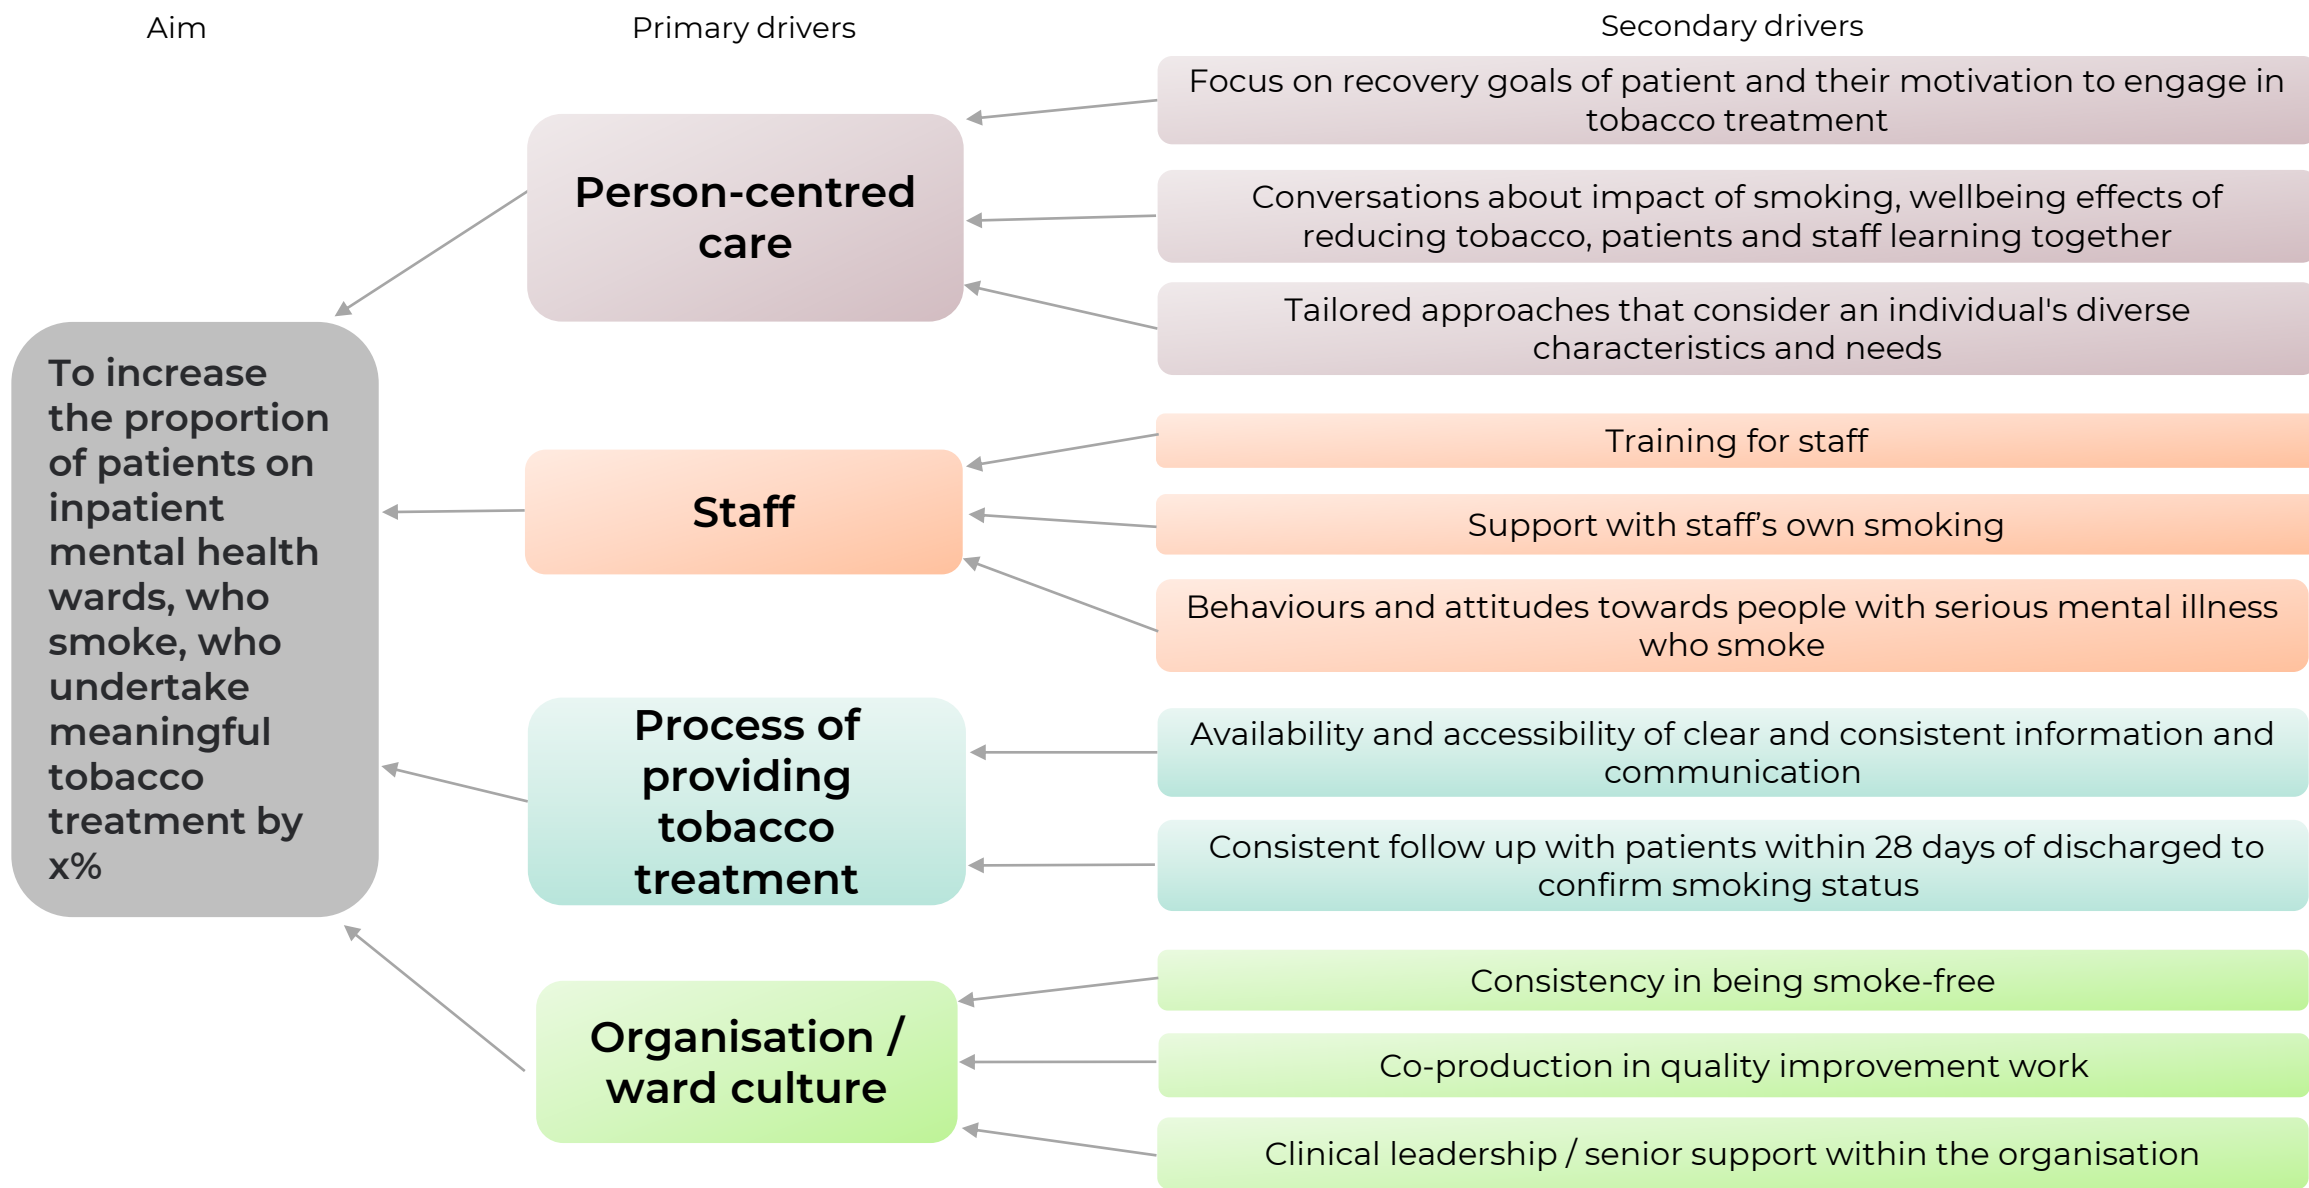 Aim
Primary drivers
Secondary drivers
To increase
the proportion
of patients on
inpatient
mental health
wards, who
smoke, who
undertake
meaningful
tobacco
treatment by
x%
Person-centred
care
Focus on recovery goals of patient and their motivation to engage in
tobacco treatment
Conversations about impact of smoking, wellbeing effects of
reducing tobacco, patients and staff learning together
Tailored approaches that consider an individual's diverse
characteristics and needs
Staff
Training for staff
Support with staff’s own smoking
Behaviours and attitudes towards people with serious mental illness
who smoke
Process of
providing
tobacco
treatment
Availability and accessibility of clear and consistent information and
communication
Consistent follow up with patients within 28 days of discharged to
confirm smoking status
Organisation /
ward culture
Consistency in being smoke-free
Co-production in quality improvement work
Clinical leadership / senior support within the organisation